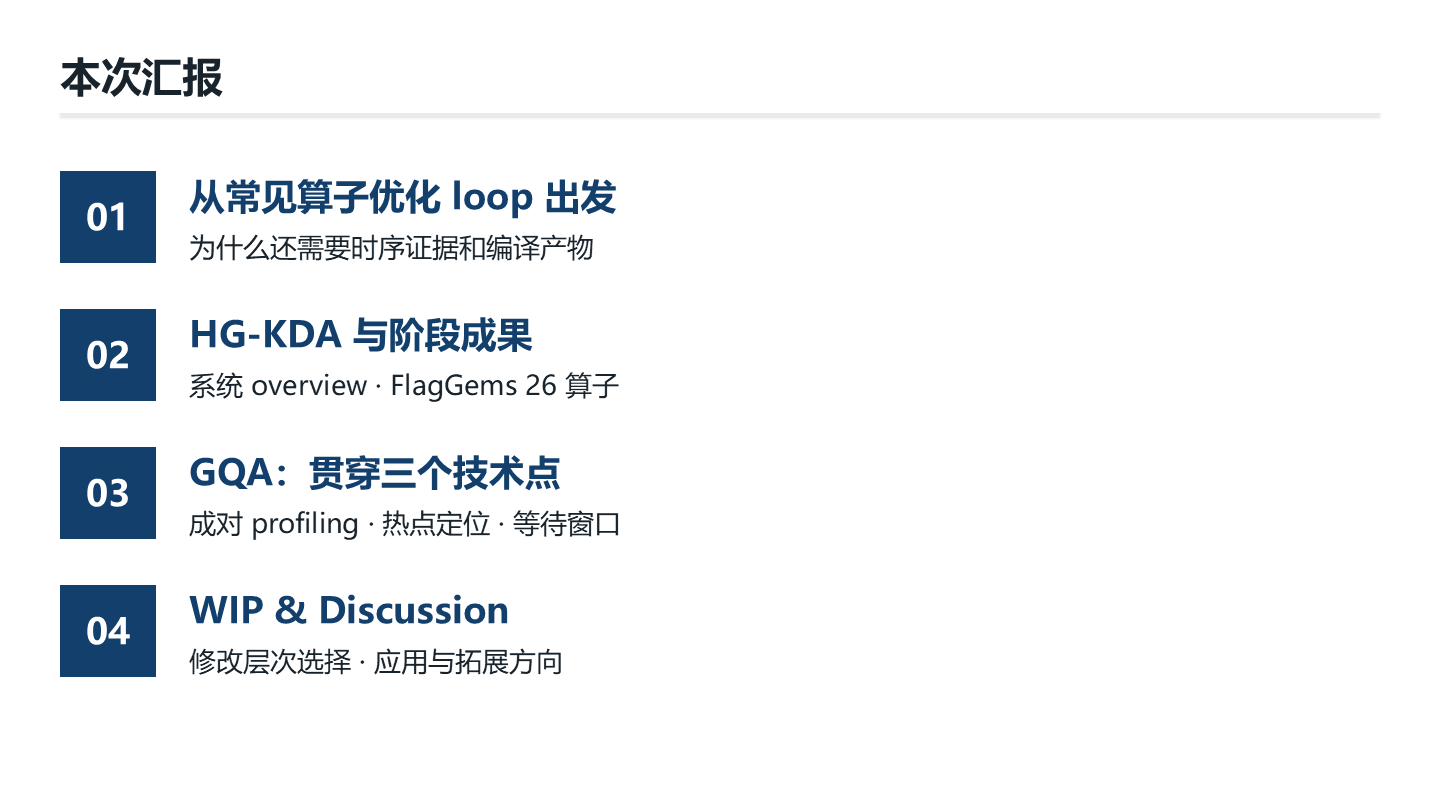 本次汇报
01
从常见算子优化 loop 出发
为什么还需要时序证据和编译产物
02
HG-KDA 与阶段成果
系统 overview · FlagGems 26 算子
03
GQA：贯穿三个技术点
成对 profiling · 热点定位 · 等待窗口
04
WIP & Discussion
修改层次选择 · 应用与拓展方向